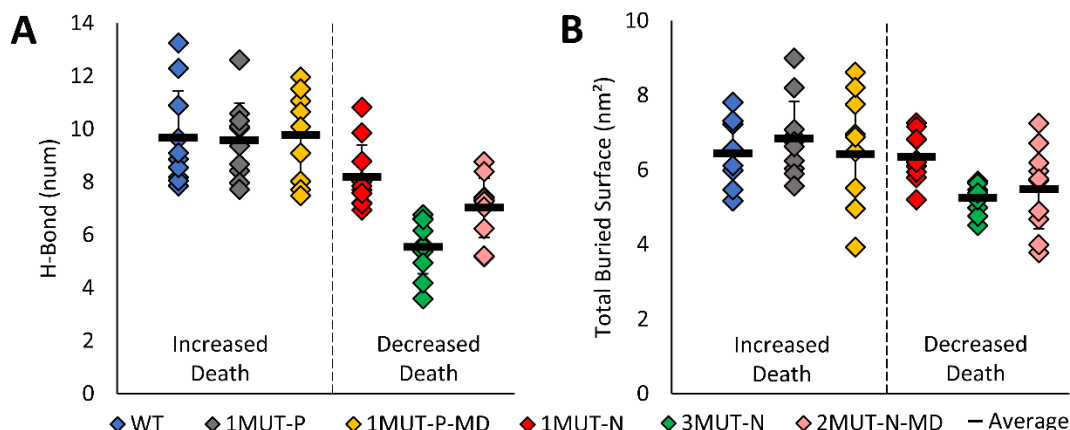 A
H-Bond (num)
14
12
10
8
6
4
2
0
Increased
Death
Decreased
Death
B
Total Buried Surface (nm²)
10
8
6
4
2
0
Increased
Death
Decreased
Death
WT 1MUT-P 1MUT-P-MD 1MUT-N 3MUT-N 2MUT-N-MD Average